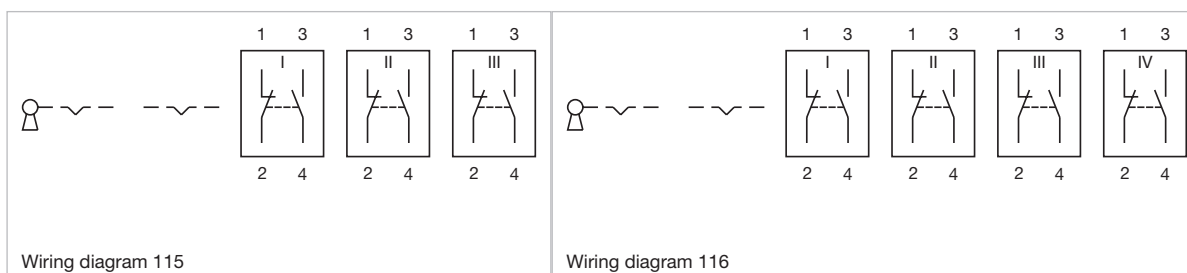 1 3 1 3 1 3
I II III
2 4 2 4 2 4
Wiring diagram 115
1 3 1 3 1 3 1 3
I II III IV
2 4 2 4 2 4 2 4
Wiring diagram 116